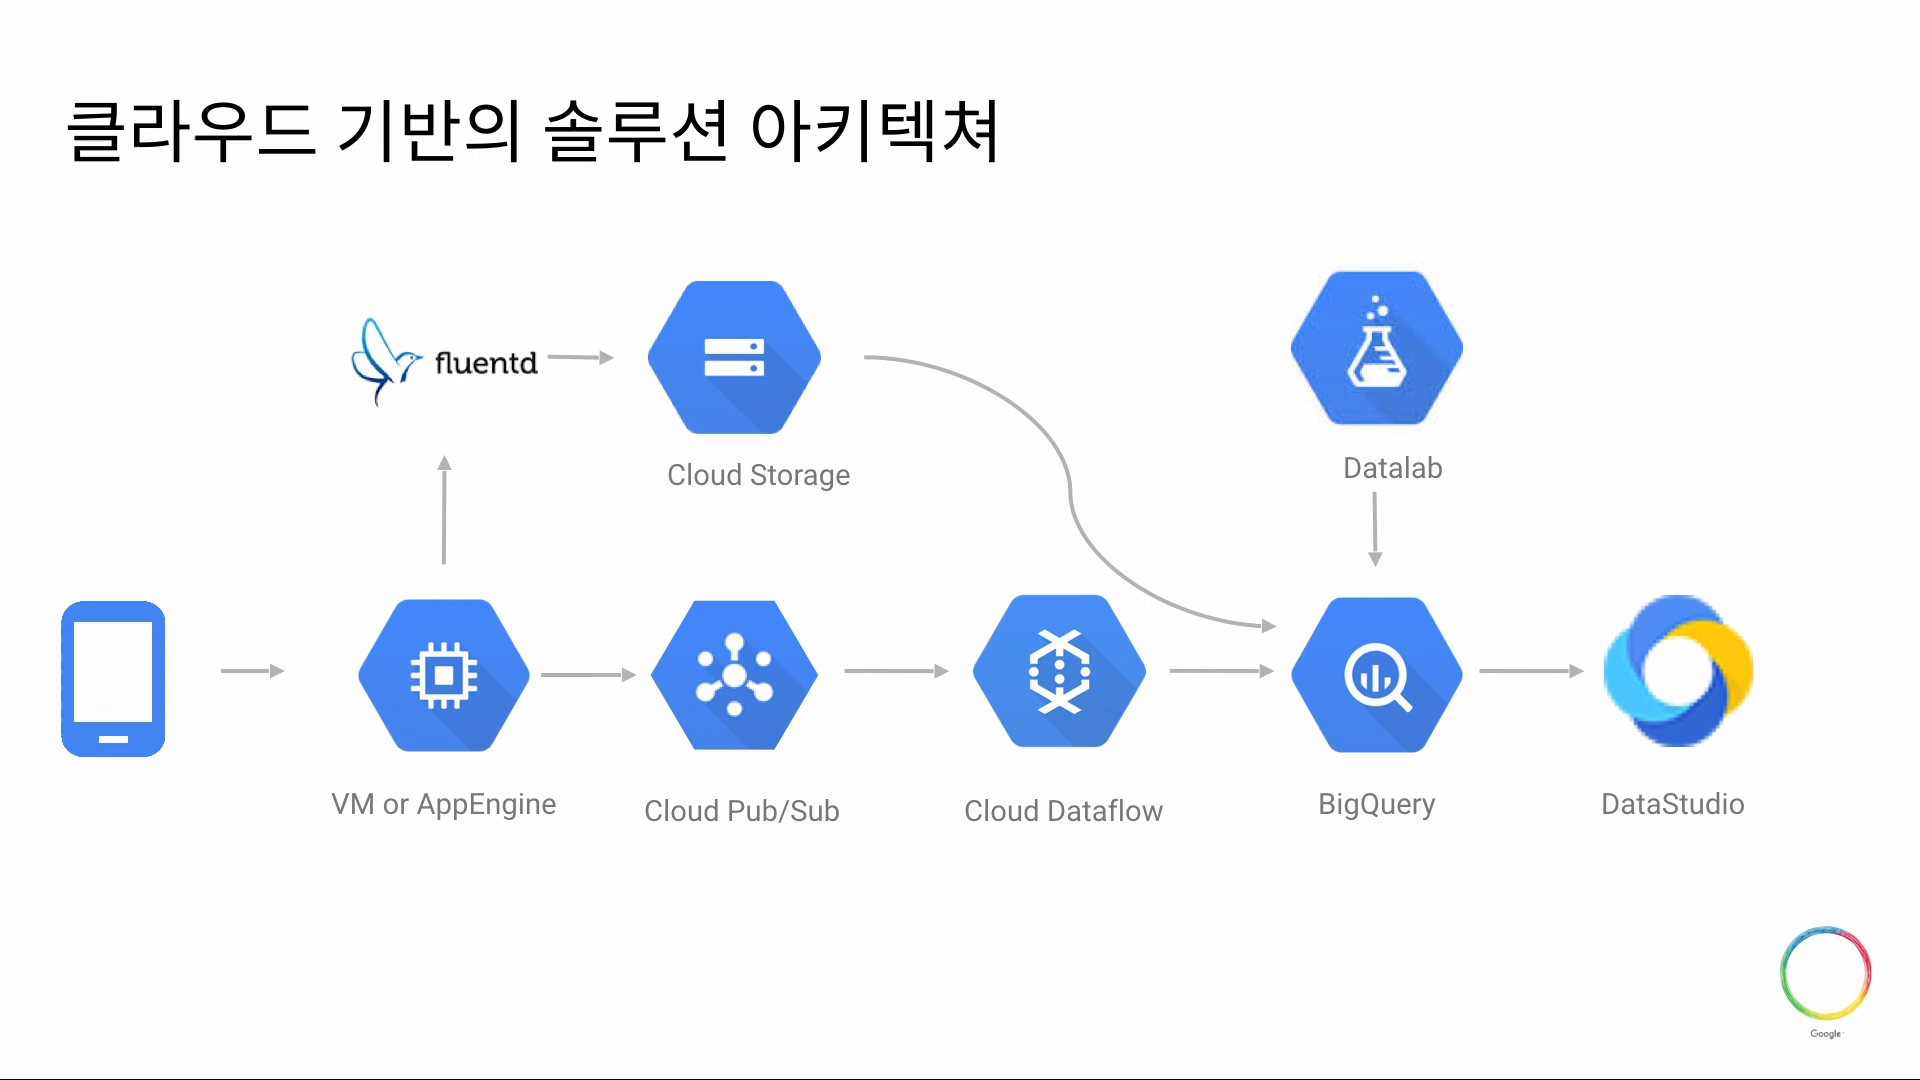 클라우드 기반의 솔루션 아키텍쳐
fluentd
Cloud Storage
Datalab
VM or AppEngine
Cloud Pub/Sub
Cloud Dataflow
BigQuery
DataStudio
Google